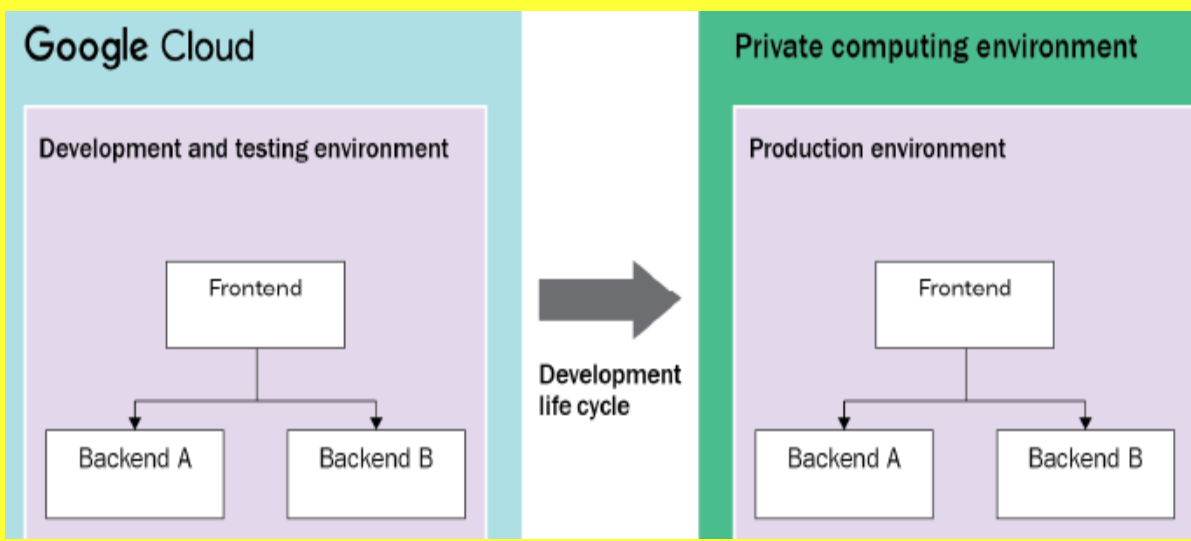 Google Cloud
Development and testing environment
Frontend
Backend A
Backend B
Development
life cycle
Private computing environment
Production environment
Frontend
Backend A
Backend B